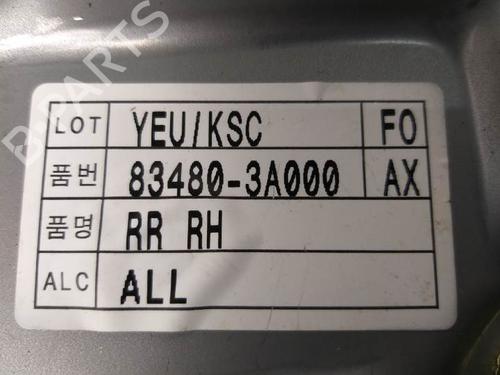 LOT YEU/KSC FO
품번 83480-3A000 AX
품명 RR RH
ALC ALL
B-PARTS